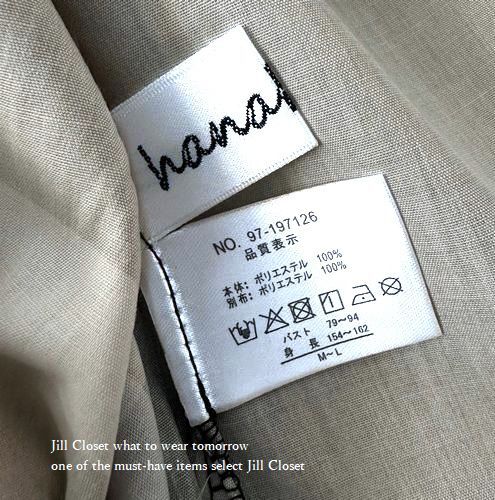 NO. 97-197126
品質表示
本体: ポリエステル 100%
別布: ポリエステル 100%
バスト 79〜94
身長 154〜162
M〜L
Jill Closet what to wear tomorrow
one of the must-have items select Jill Closet